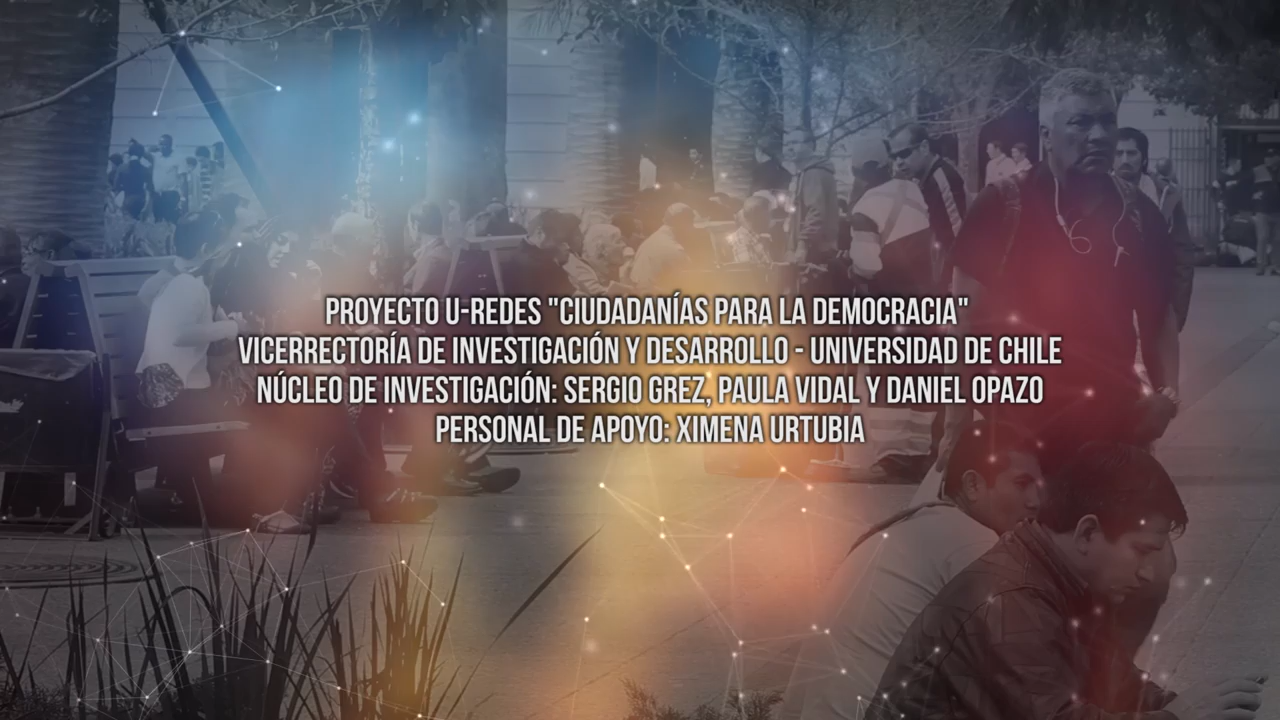 PROYECTO U-REDES "CIUDADANÍAS PARA LA DEMOCRACIA"
VICERRECTORÍA DE INVESTIGACIÓN Y DESARROLLO - UNIVERSIDAD DE CHILE
NÚCLEO DE INVESTIGACIÓN: SERGIO GREZ, PAULA VIDAL Y DANIEL OPAZO
PERSONAL DE APOYO: XIMENA URTUBIA